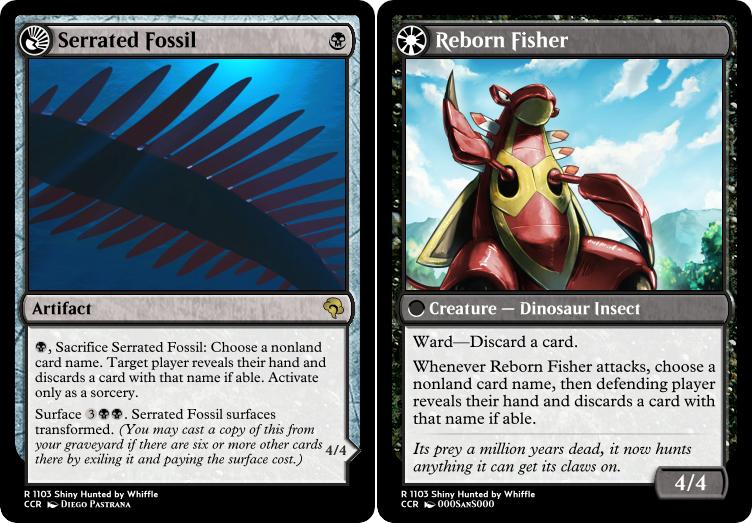 Serrated Fossil
Artifact
, Sacrifice Serrated Fossil: Choose a nonland
card name. Target player reveals their hand and
discards a card with that name if able. Activate
only as a sorcery.
Surface 3. Serrated Fossil surfaces
transformed. (You may cast a copy of this from
your graveyard if there are six or more other cards
there by exiling it and paying the surface cost.)
4/4
R 1103 Shiny Hunted by Whiffle
CCR DIEGO PASTRANA
Reborn Fisher
Creature — Dinosaur Insect
Ward—Discard a card.
Whenever Reborn Fisher attacks, choose a
nonland card name, then defending player
reveals their hand and discards a card with
that name if able.
Its prey a million years dead, it now hunts
anything it can get its claws on.
4/4
R 1103 Shiny Hunted by Whiffle
CCR 000SANS000